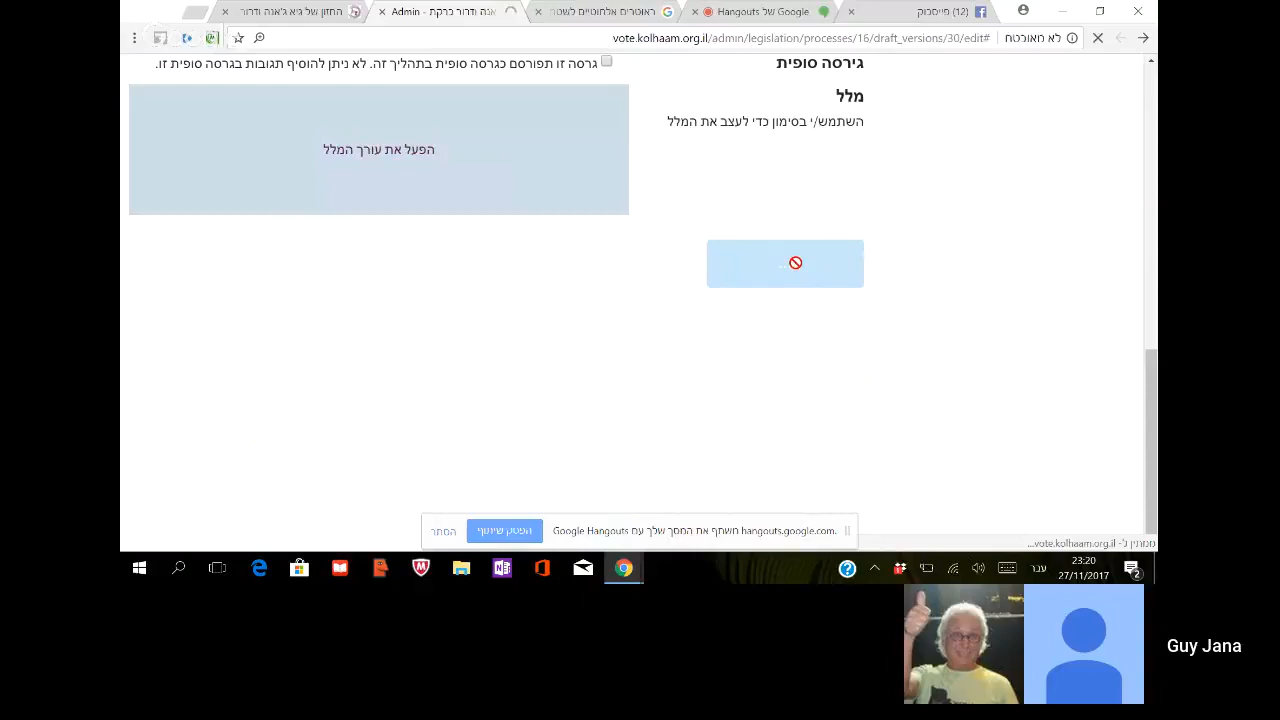 (12) פייסבוק
Hangouts של Google
ראוטרים אלחוטיים לשטח
אנה ודרור ברקת - Admin
החזון של גיא ג'אנה ודרור
vote.kolhaam.org.il/admin/legislation/processes/16/draft_versions/30/edit#
לא מאובטח
גירסה סופית
גרסה זו תפורסם כגרסה סופית בתהליך זה. לא ניתן להוסיף תגובות בגרסה סופית זו.
מלל
השתמש/י בסימון כדי לעצב את המלל
הפעל את עורך המלל
hangouts.google.com משתף את המסך שלך עם Google Hangouts.
הפסק שיתוף
הסתר
ממתין ל- vote.kolhaam.org.il...
עבר
23:20
27/11/2017
2
Guy Jana